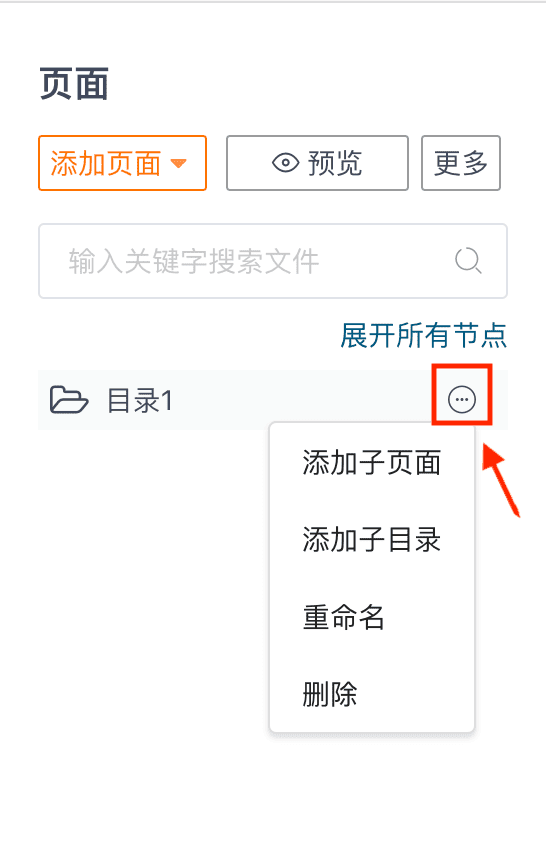 页面
添加页面 预览 更多
输入关键字搜索文件
展开所有节点
目录1
添加子页面
添加子目录
重命名
删除